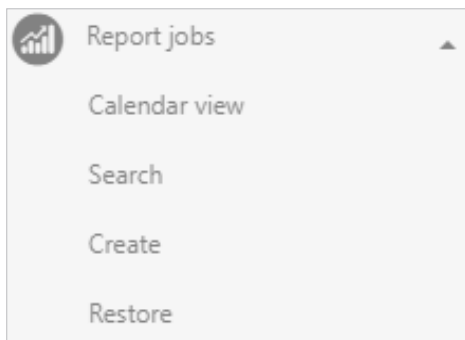 Report jobs
Calendar view
Search
Create
Restore